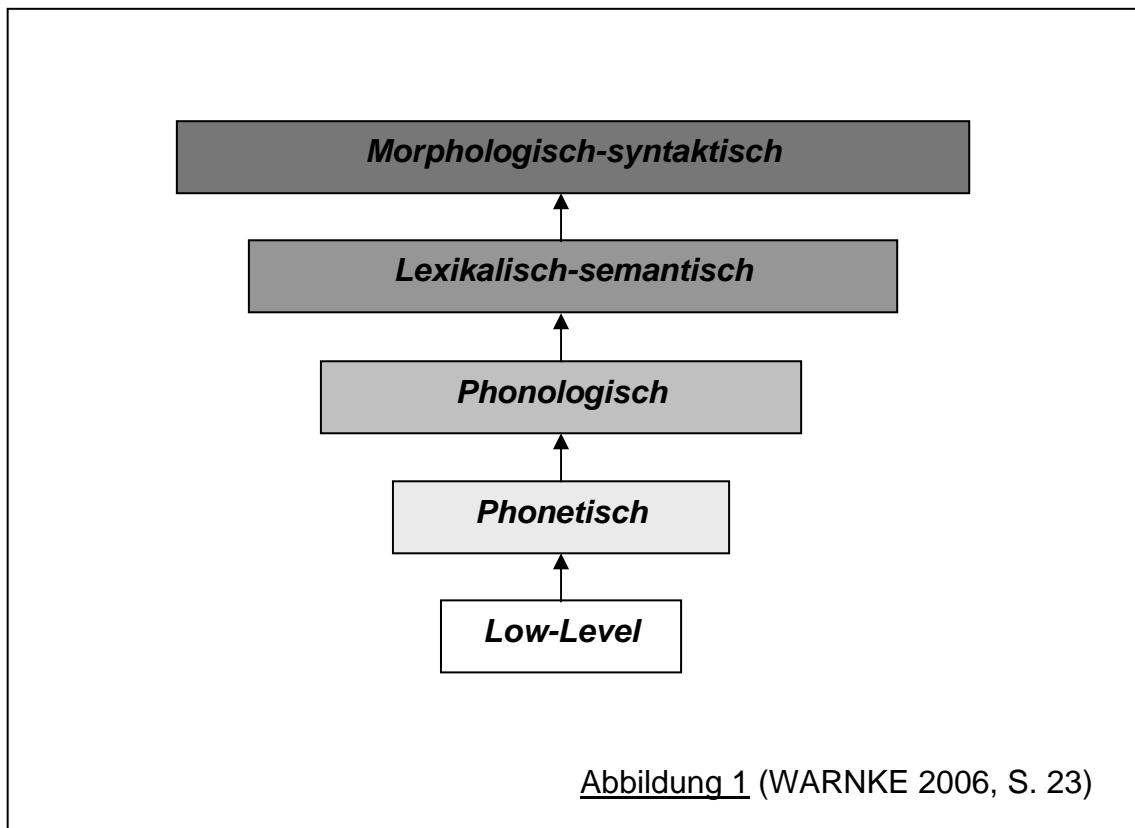 Morphologisch-syntaktisch
Lexikalisch-semantisch
Phonologisch
Phonetisch
Low-Level
Abbildung 1 (WARNKE 2006, S. 23)